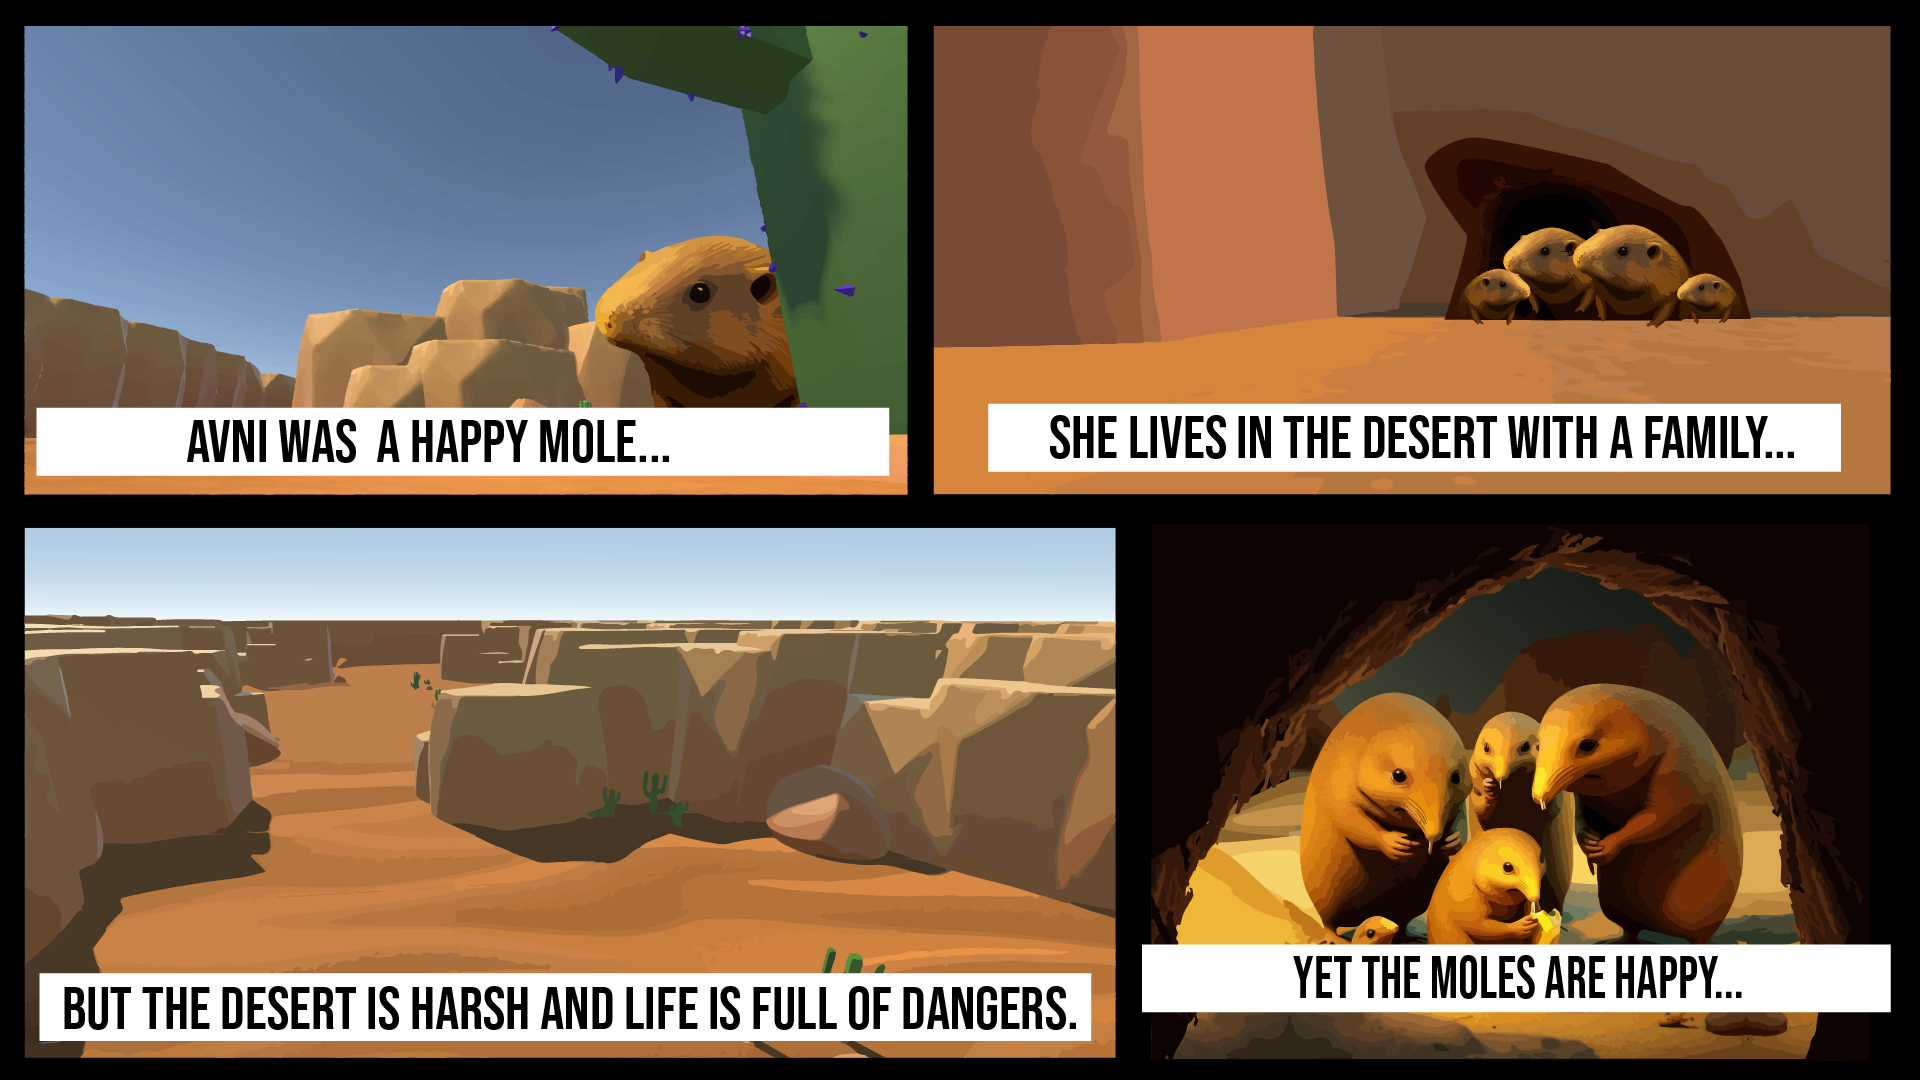 AVNI WAS  A HAPPY MOLE...
SHE LIVES IN THE DESERT WITH A FAMILY...
BUT THE DESERT IS HARSH AND LIFE IS FULL OF DANGERS.
YET THE MOLES ARE HAPPY...